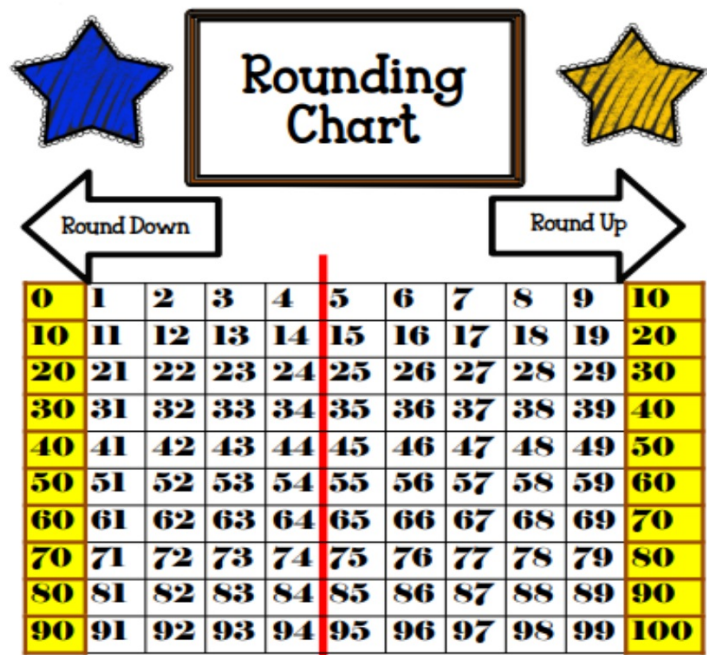 Rounding
Chart
Round Down
Round Up
0 1 2 3 4 5 6 7 8 9 10
10 11 12 13 14 15 16 17 18 19 20
20 21 22 23 24 25 26 27 28 29 30
30 31 32 33 34 35 36 37 38 39 40
40 41 42 43 44 45 46 47 48 49 50
50 51 52 53 54 55 56 57 58 59 60
60 61 62 63 64 65 66 67 68 69 70
70 71 72 73 74 75 76 77 78 79 80
80 81 82 83 84 85 86 87 88 89 90
90 91 92 93 94 95 96 97 98 99 100